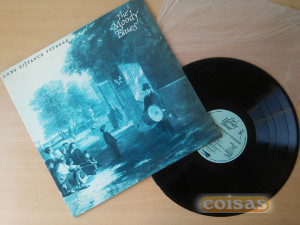 LONG DISTANCE VOYAGER
The
Moody
Blues
coisas